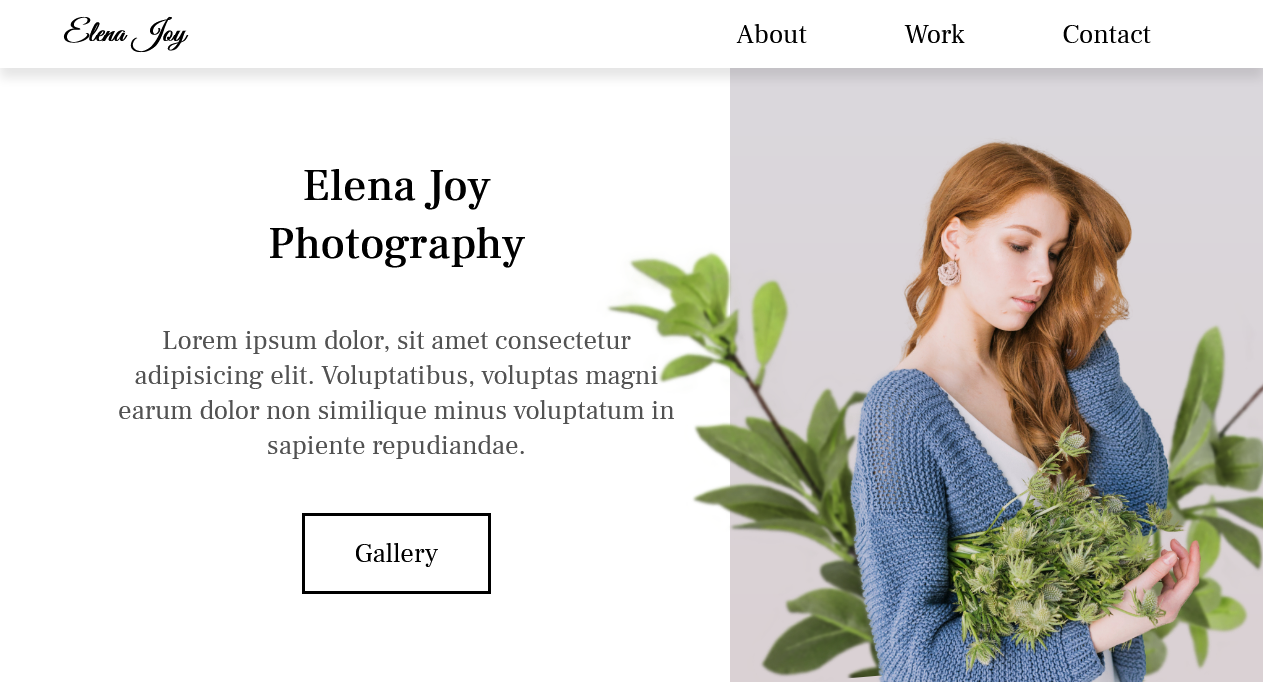 Elena Joy
About Work Contact
Elena Joy
Photography
Lorem ipsum dolor, sit amet consectetur
adipisicing elit. Voluptatibus, voluptas magni
earum dolor non similique minus voluptatum in
sapiente repudiandae.
Gallery